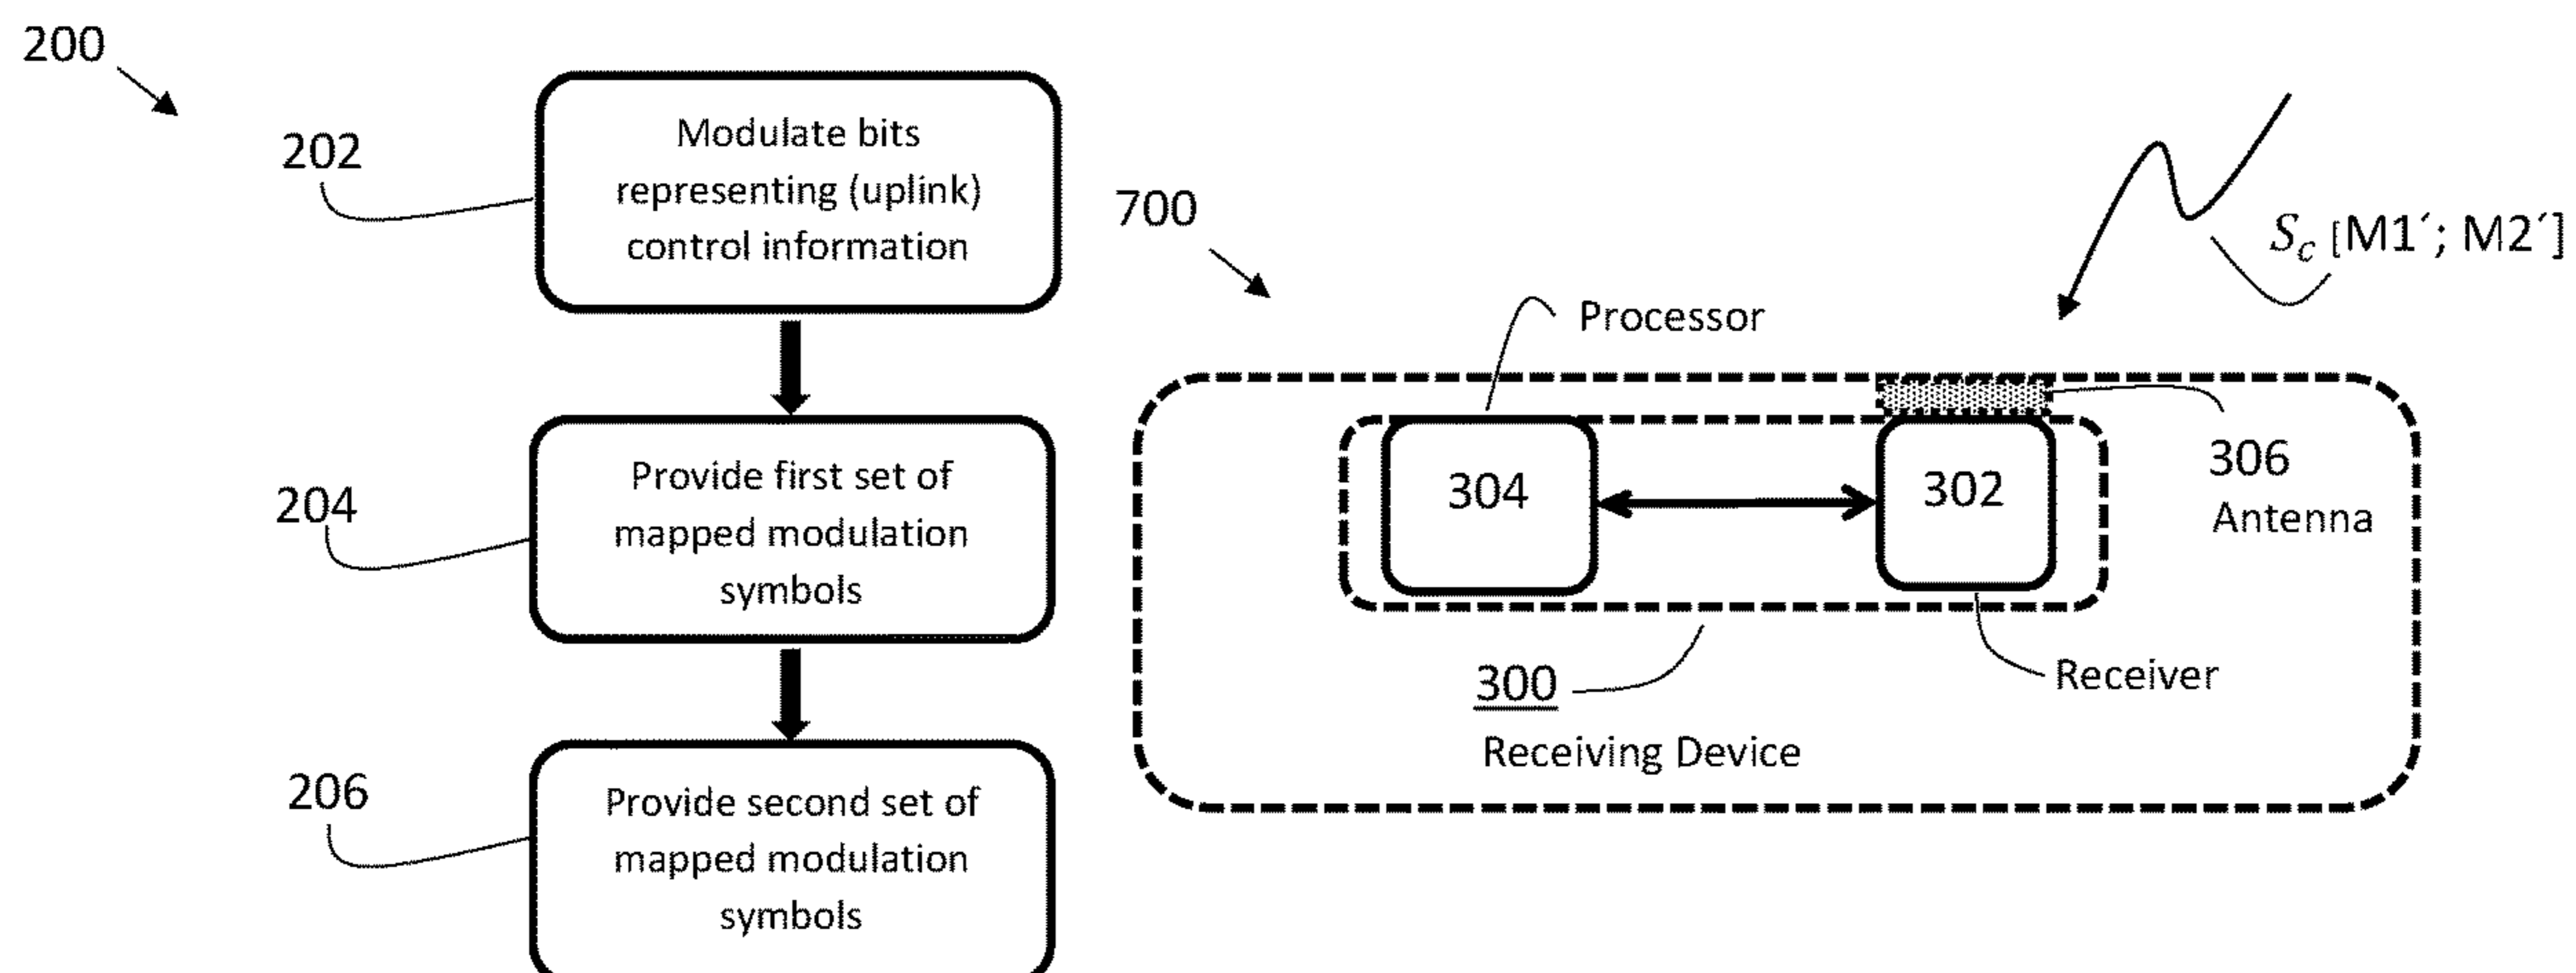 200
202
Modulate bits
representing (uplink)
control information
204
Provide first set of
mapped modulation
symbols
206
Provide second set of
mapped modulation
symbols
700
S_c [M1´; M2´]
Processor
304
302
306
Antenna
300
Receiving Device
Receiver